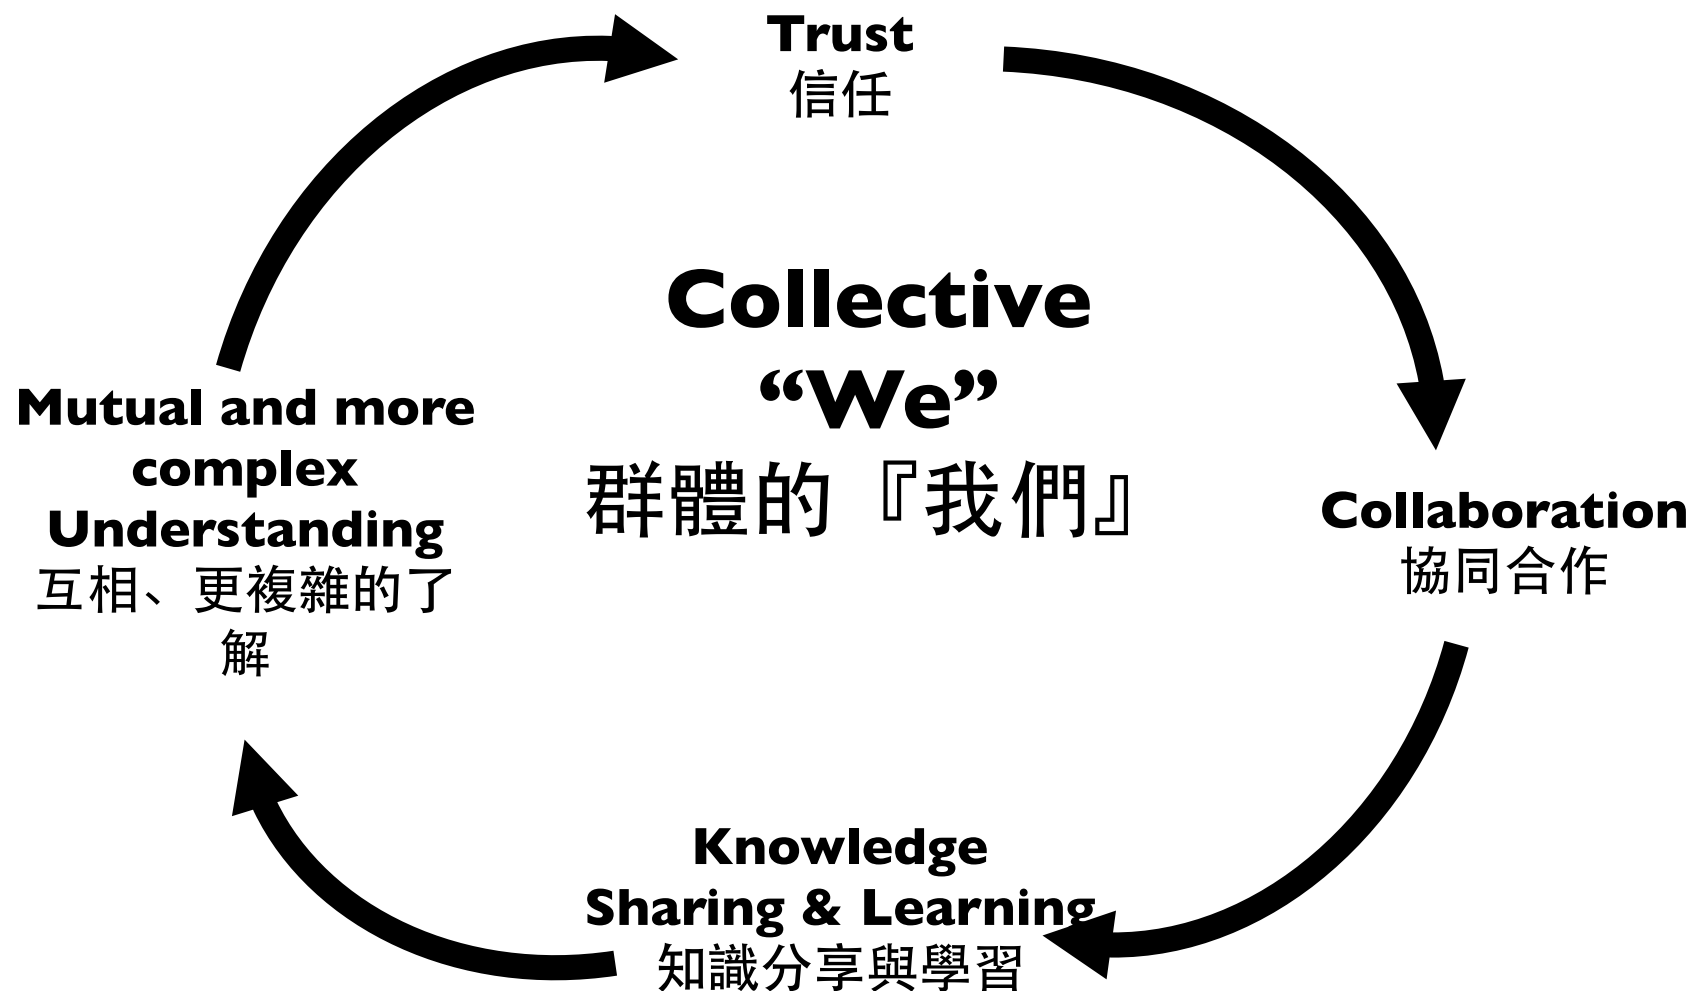 Trust
信任
Collective
“We”
群體的『我們』
Mutual and more
complex
Understanding
互相、更複雜的了
解
Collaboration
協同合作
Knowledge
Sharing & Learning
知識分享與學習